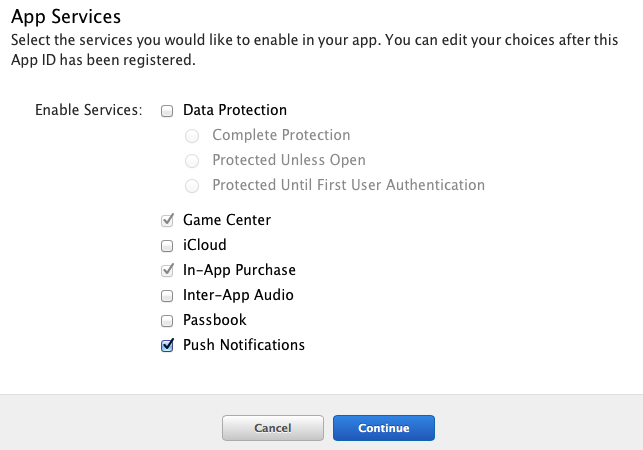 App Services
Select the services you would like to enable in your app. You can edit your choices after this
App ID has been registered.
Enable Services:
Data Protection
Complete Protection
Protected Unless Open
Protected Until First User Authentication
Game Center
iCloud
In-App Purchase
Inter-App Audio
Passbook
Push Notifications
Cancel
Continue